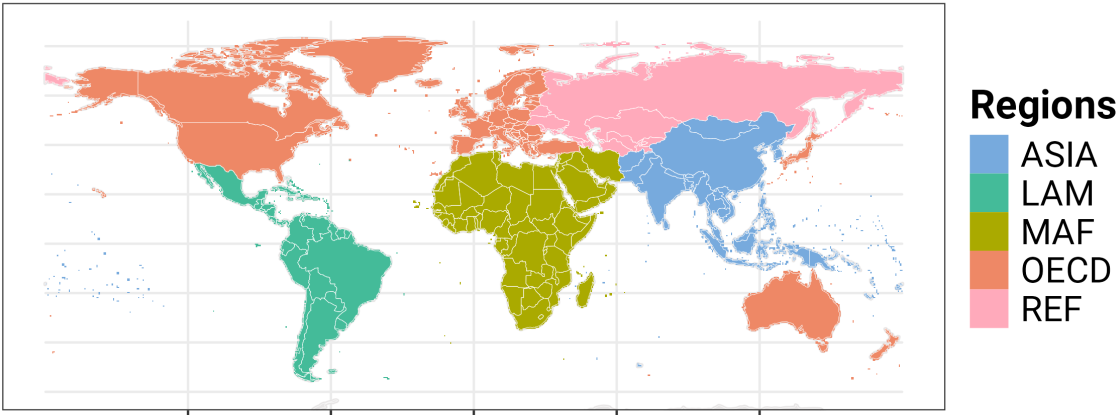 Regions
ASIA
LAM
MAF
OECD
REF